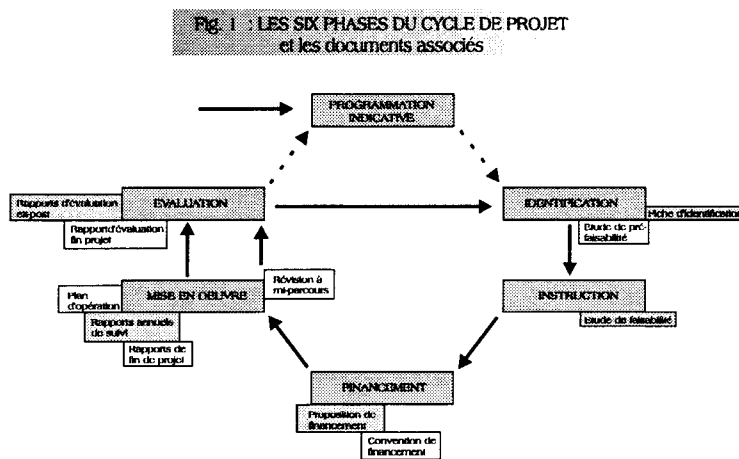 Fig. 1 : LES SIX PHASES DU CYCLE DE PROJET
et les documents associés
PROGRAMMATION
INDICATIVE
Rapports d'évaluation
ex-post
EVALUATION
Rapport d'évaluation
fin projet
IDENTIFICATION
Fiche d'identification
Etude de pré-
faisabilité
Plan
d'opération
MISE EN OEUVRE
Révision à
mi-parcours
Rapports annuels
de suivi
Rapports de
fin de projet
INSTRUCTION
Etude de faisabilité
FINANCEMENT
Proposition de
financement
Convention de
financement